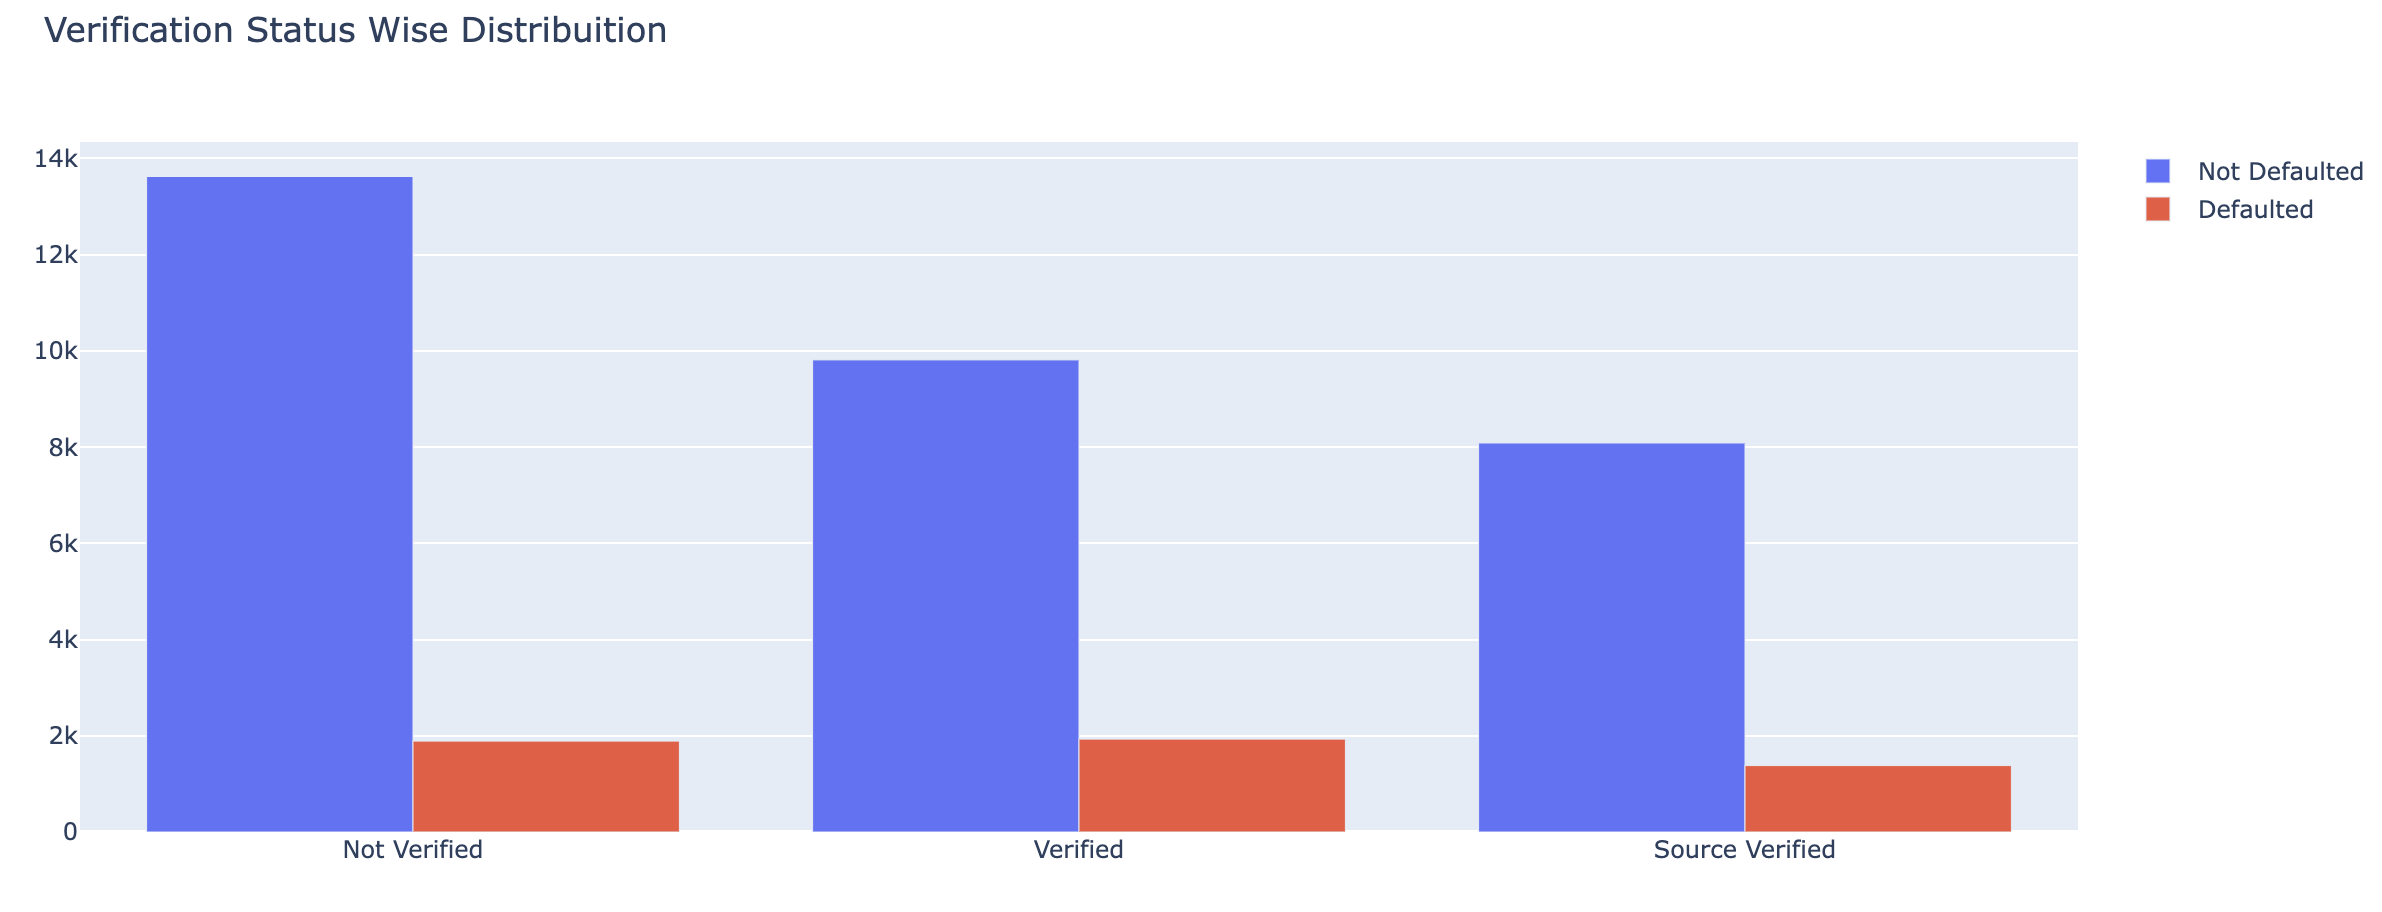 Verification Status Wise Distribuition
14k
12k
10k
8k
6k
4k
2k
0
Not Verified
Verified
Source Verified
Not Defaulted
Defaulted